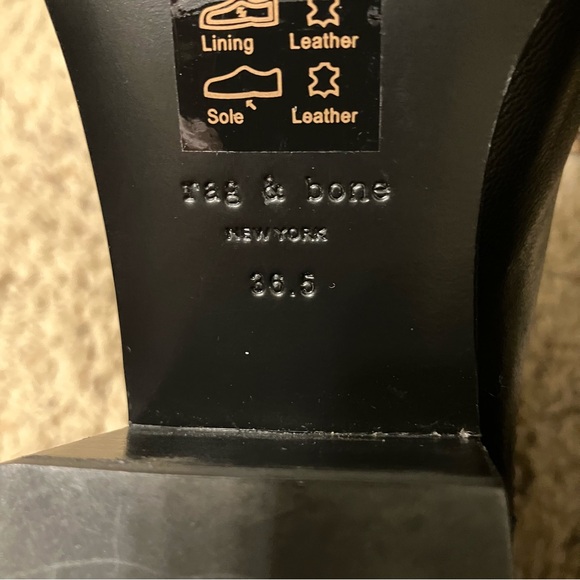 Lining Leather
Sole Leather
rag & bone
NEW YORK
36.5